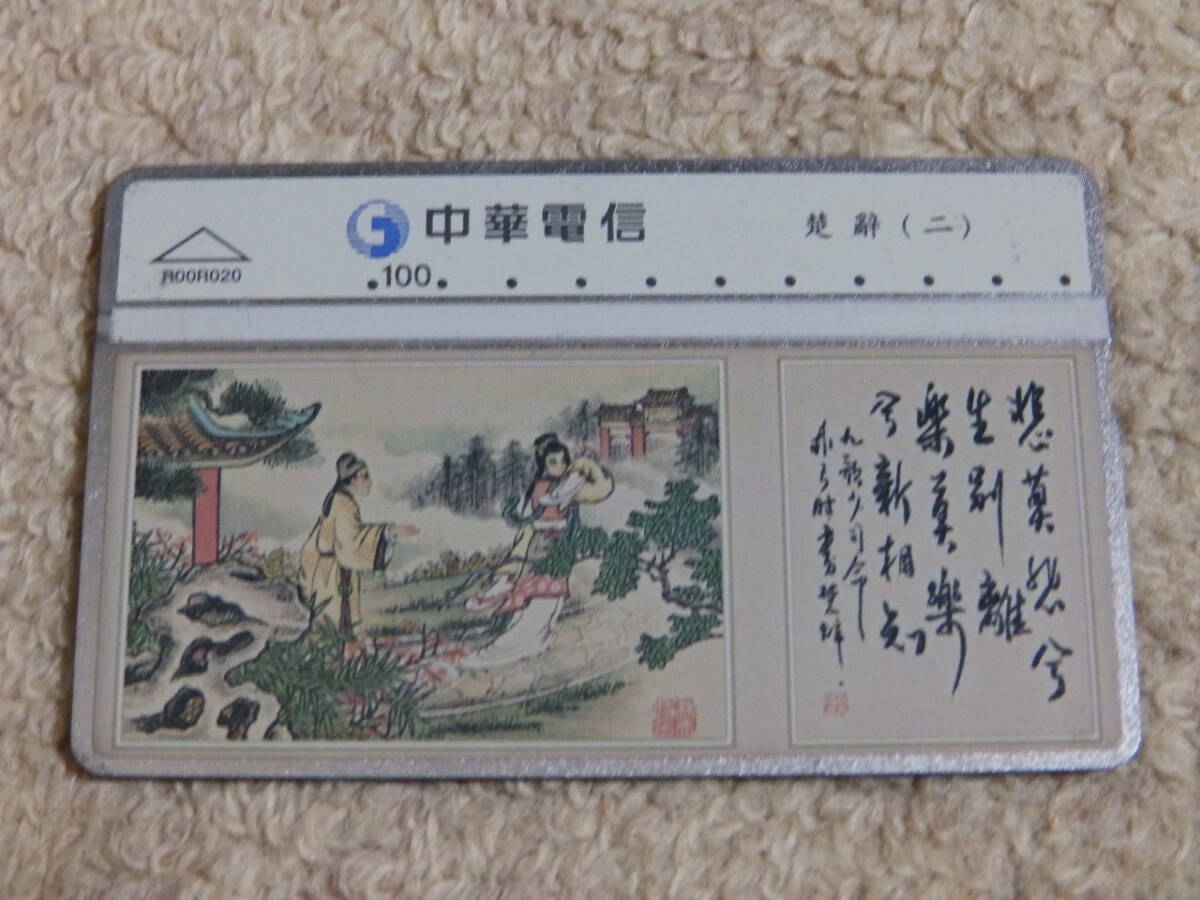 中華電信
楚辭(二)
R00R020
100
悲莫悲兮
生別離
樂莫樂
兮新相知
九歌少司命